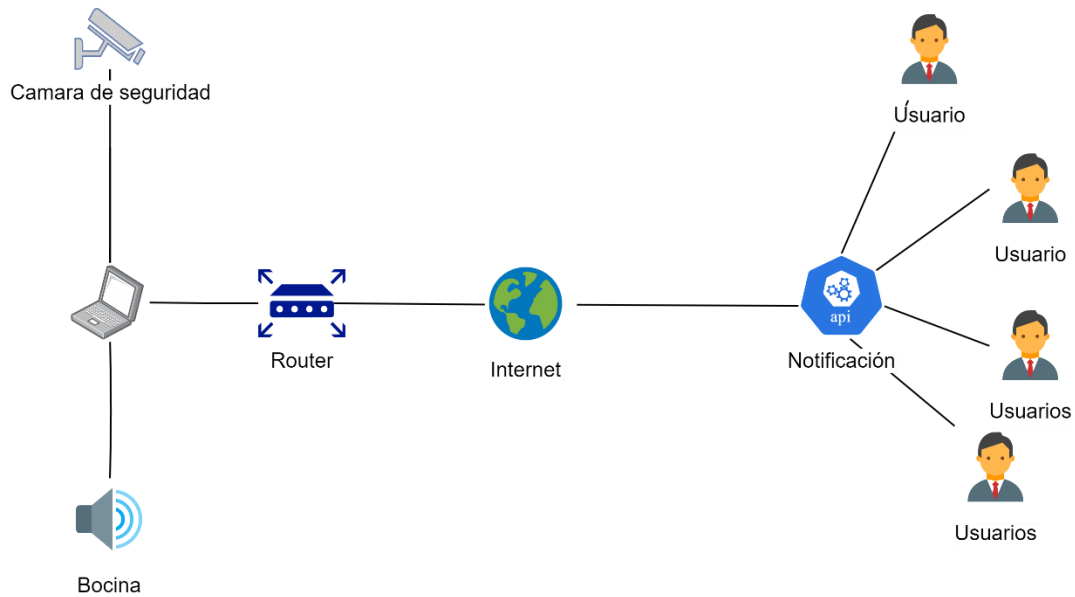 Camara de seguridad
Usuario
Usuario
Router
Internet
api
Notificación
Usuarios
Usuarios
Bocina